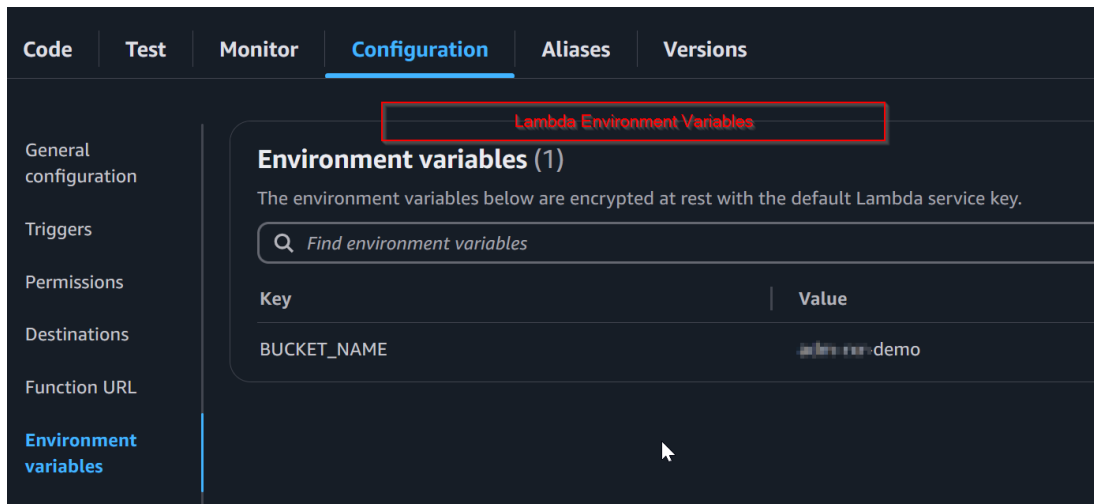 Code Test Monitor Configuration Aliases Versions
Lambda Environment Variables
General
configuration
Triggers
Permissions
Destinations
Function URL
Environment
variables
Environment variables (1)
The environment variables below are encrypted at rest with the default Lambda service key.
Find environment variables
Key Value
BUCKET_NAME -demo